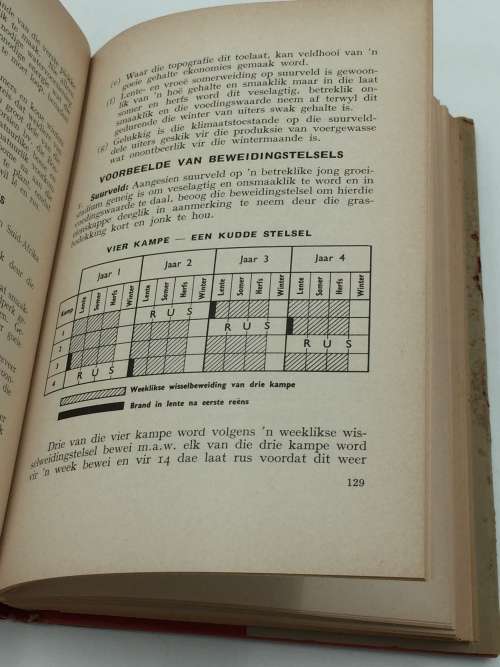 (e) Waar die topografie dit toelaat, kan veldhooi van 'n
goeie gehalte ekonomies gemaak word.
(f) Lente- en vroeë somerweiding op suurveld is gewoon-
lik van 'n hoë gehalte en smaaklik maar in die laat
somer en herfs word dit veselagtig, betreklik on-
smaaklik en die voedingswaarde neem af terwyl dit
gedurende die winter van uiters swak gehalte is.
(g) Gelukkig is die klimaatstoestande op die suurveld-
dele uiters geskik vir die produksie van voergewasse
wat onontbeerlik vir die wintermaande is.
VOORBEELDE VAN BEWEIDINGSTELSELS
1. Suurveld: Aangesien suurveld op 'n betreklike jong groei-
stadium geneig is om veselagtig en onsmaaklik te word en in
voedingswaarde te daal, beoog die beweidingstelsel om hierdie
eienskappe deeglik in aanmerking te neem deur die gras-
bedekking kort en jonk te hou.
VIER KAMPE — EEN KUDDE STELSEL
Jaar 1 Jaar 2 Jaar 3 Jaar 4
Kamp Lente Somer Herfs Winter Lente Somer Herfs Winter Lente Somer Herfs Winter Lente Somer Herfs Winter
1 R U S
2 R U S
3 R U S
4 R U S
Weeklikse wisselbeweiding van drie kampe
Brand in lente na eerste reëns
Drie van die vier kampe word volgens 'n weeklikse wis-
selweidingstelsel bewei m.a.w. elk van die drie kampe word
vir 'n week bewei en vir 14 dae laat rus voordat dit weer
129